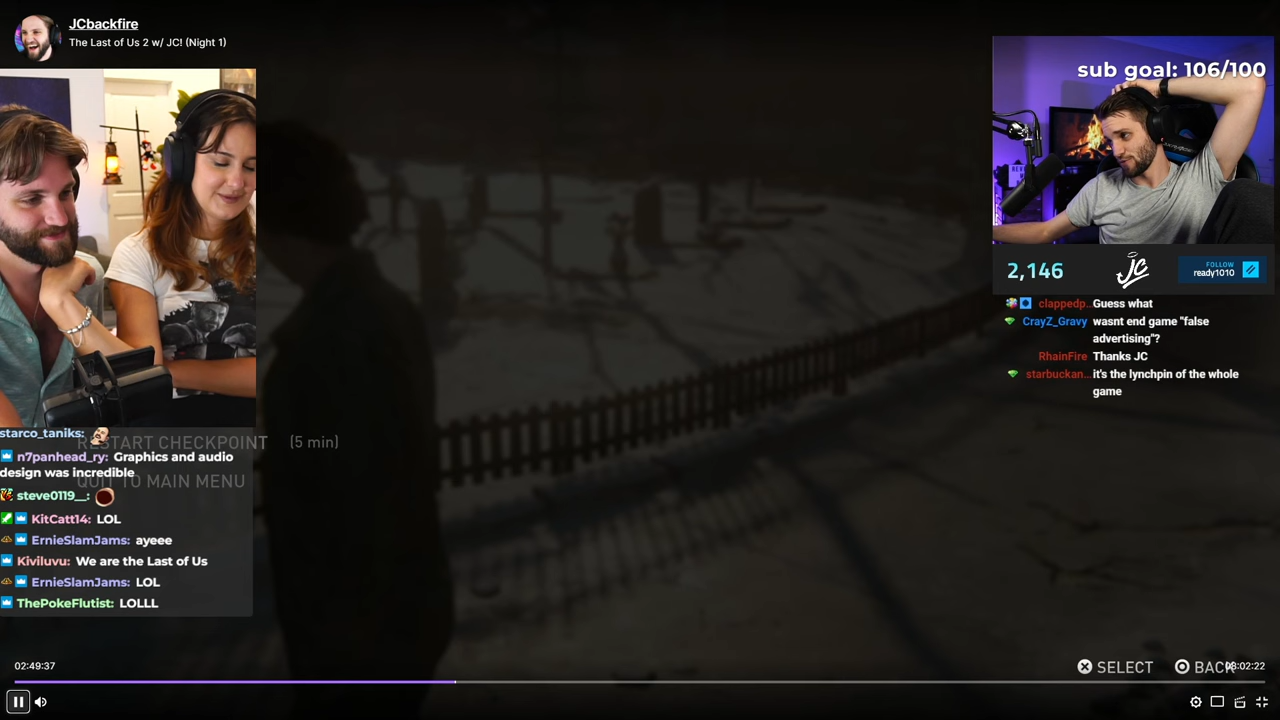 JCbackfire
The Last of Us 2 w/ JC! (Night 1)
sub goal: 106/100
2,146
JC
FOLLOW
ready1010
clappedp.. Guess what
CrayZ_Gravy wasnt end game "false
advertising"?
RhainFire Thanks JC
starbuckan... it's the lynchpin of the whole
game
RESTART CHECKPOINT (5 min)
QUIT TO MAIN MENU
starco_taniks:
n7panhead_ry: Graphics and audio
design was incredible
steve0119__:
KitCatt14: LOL
ErnieSlamJams: ayeee
Kiviluvu: We are the Last of Us
ErnieSlamJams: LOL
ThePokeFlutist: LOLLL
SELECT
BACK
02:49:37